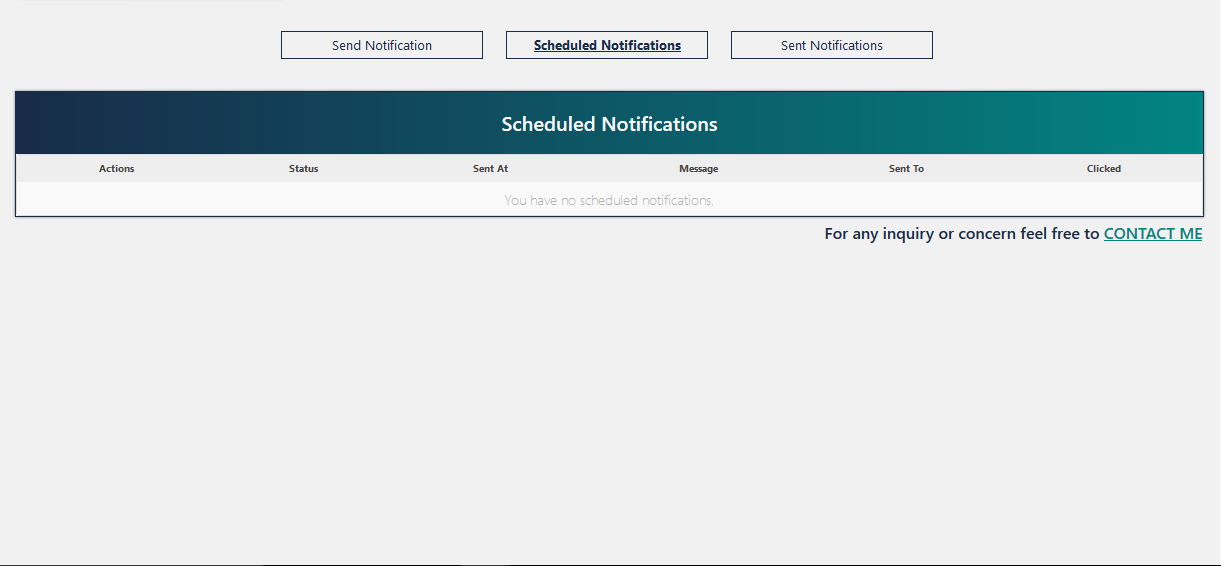 Send Notification Scheduled Notifications Sent Notifications
Scheduled Notifications
Actions Status Sent At Message Sent To Clicked
You have no scheduled notifications.
For any inquiry or concern feel free to CONTACT ME